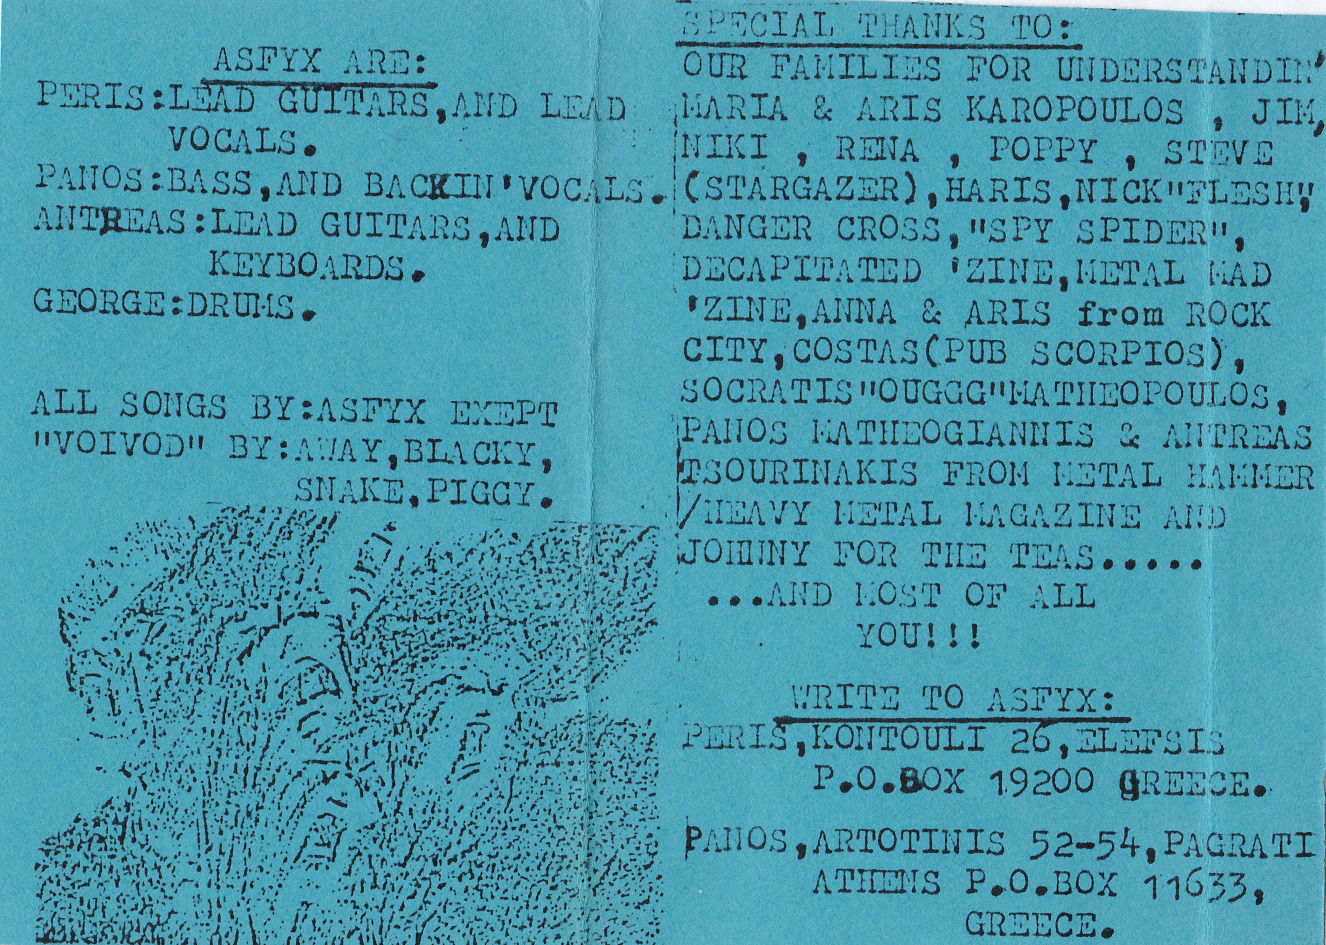 ASFYX ARE:
PERIS:LEAD GUITARS,AND LEAD
VOCALS.
PANOS:BASS,AND BACKIN'VOCALS.
ANTREAS:LEAD GUITARS,AND
KEYBOARDS.
GEORGE:DRUMS.
ALL SONGS BY:ASFYX EXEPT
"VOIVOD" BY:AWAY,BLACKY,
SNAKE,PIGGY.
SPECIAL THANKS TO:
OUR FAMILIES FOR UNDERSTANDIN'
MARIA & ARIS KAROPOULOS , JIM,
NIKI , RENA , POPPY , STEVE
(STARGAZER),HARIS,NICK"FLESH",
DANGER CROSS,"SPY SPIDER",
DECAPITATED 'ZINE,METAL MAD
'ZINE,ANNA & ARIS from ROCK
CITY,COSTAS(PUB SCORPIOS),
SOCRATIS"OUGGG"MATHEOPOULOS,
PANOS MATHEOGIANNIS & ANTREAS
TSOURINAKIS FROM METAL HAMMER
/HEAVY METAL MAGAZINE AND
JOHNNY FOR THE TEAS.....
...AND MOST OF ALL
YOU!!!
WRITE TO ASFYX:
PERIS,KONTOULI 26,ELEFSIS
P.O.BOX 19200 GREECE.
PANOS,ARTOTINIS 52-54,PAGRATI
ATHENS P.O.BOX 11633,
GREECE.